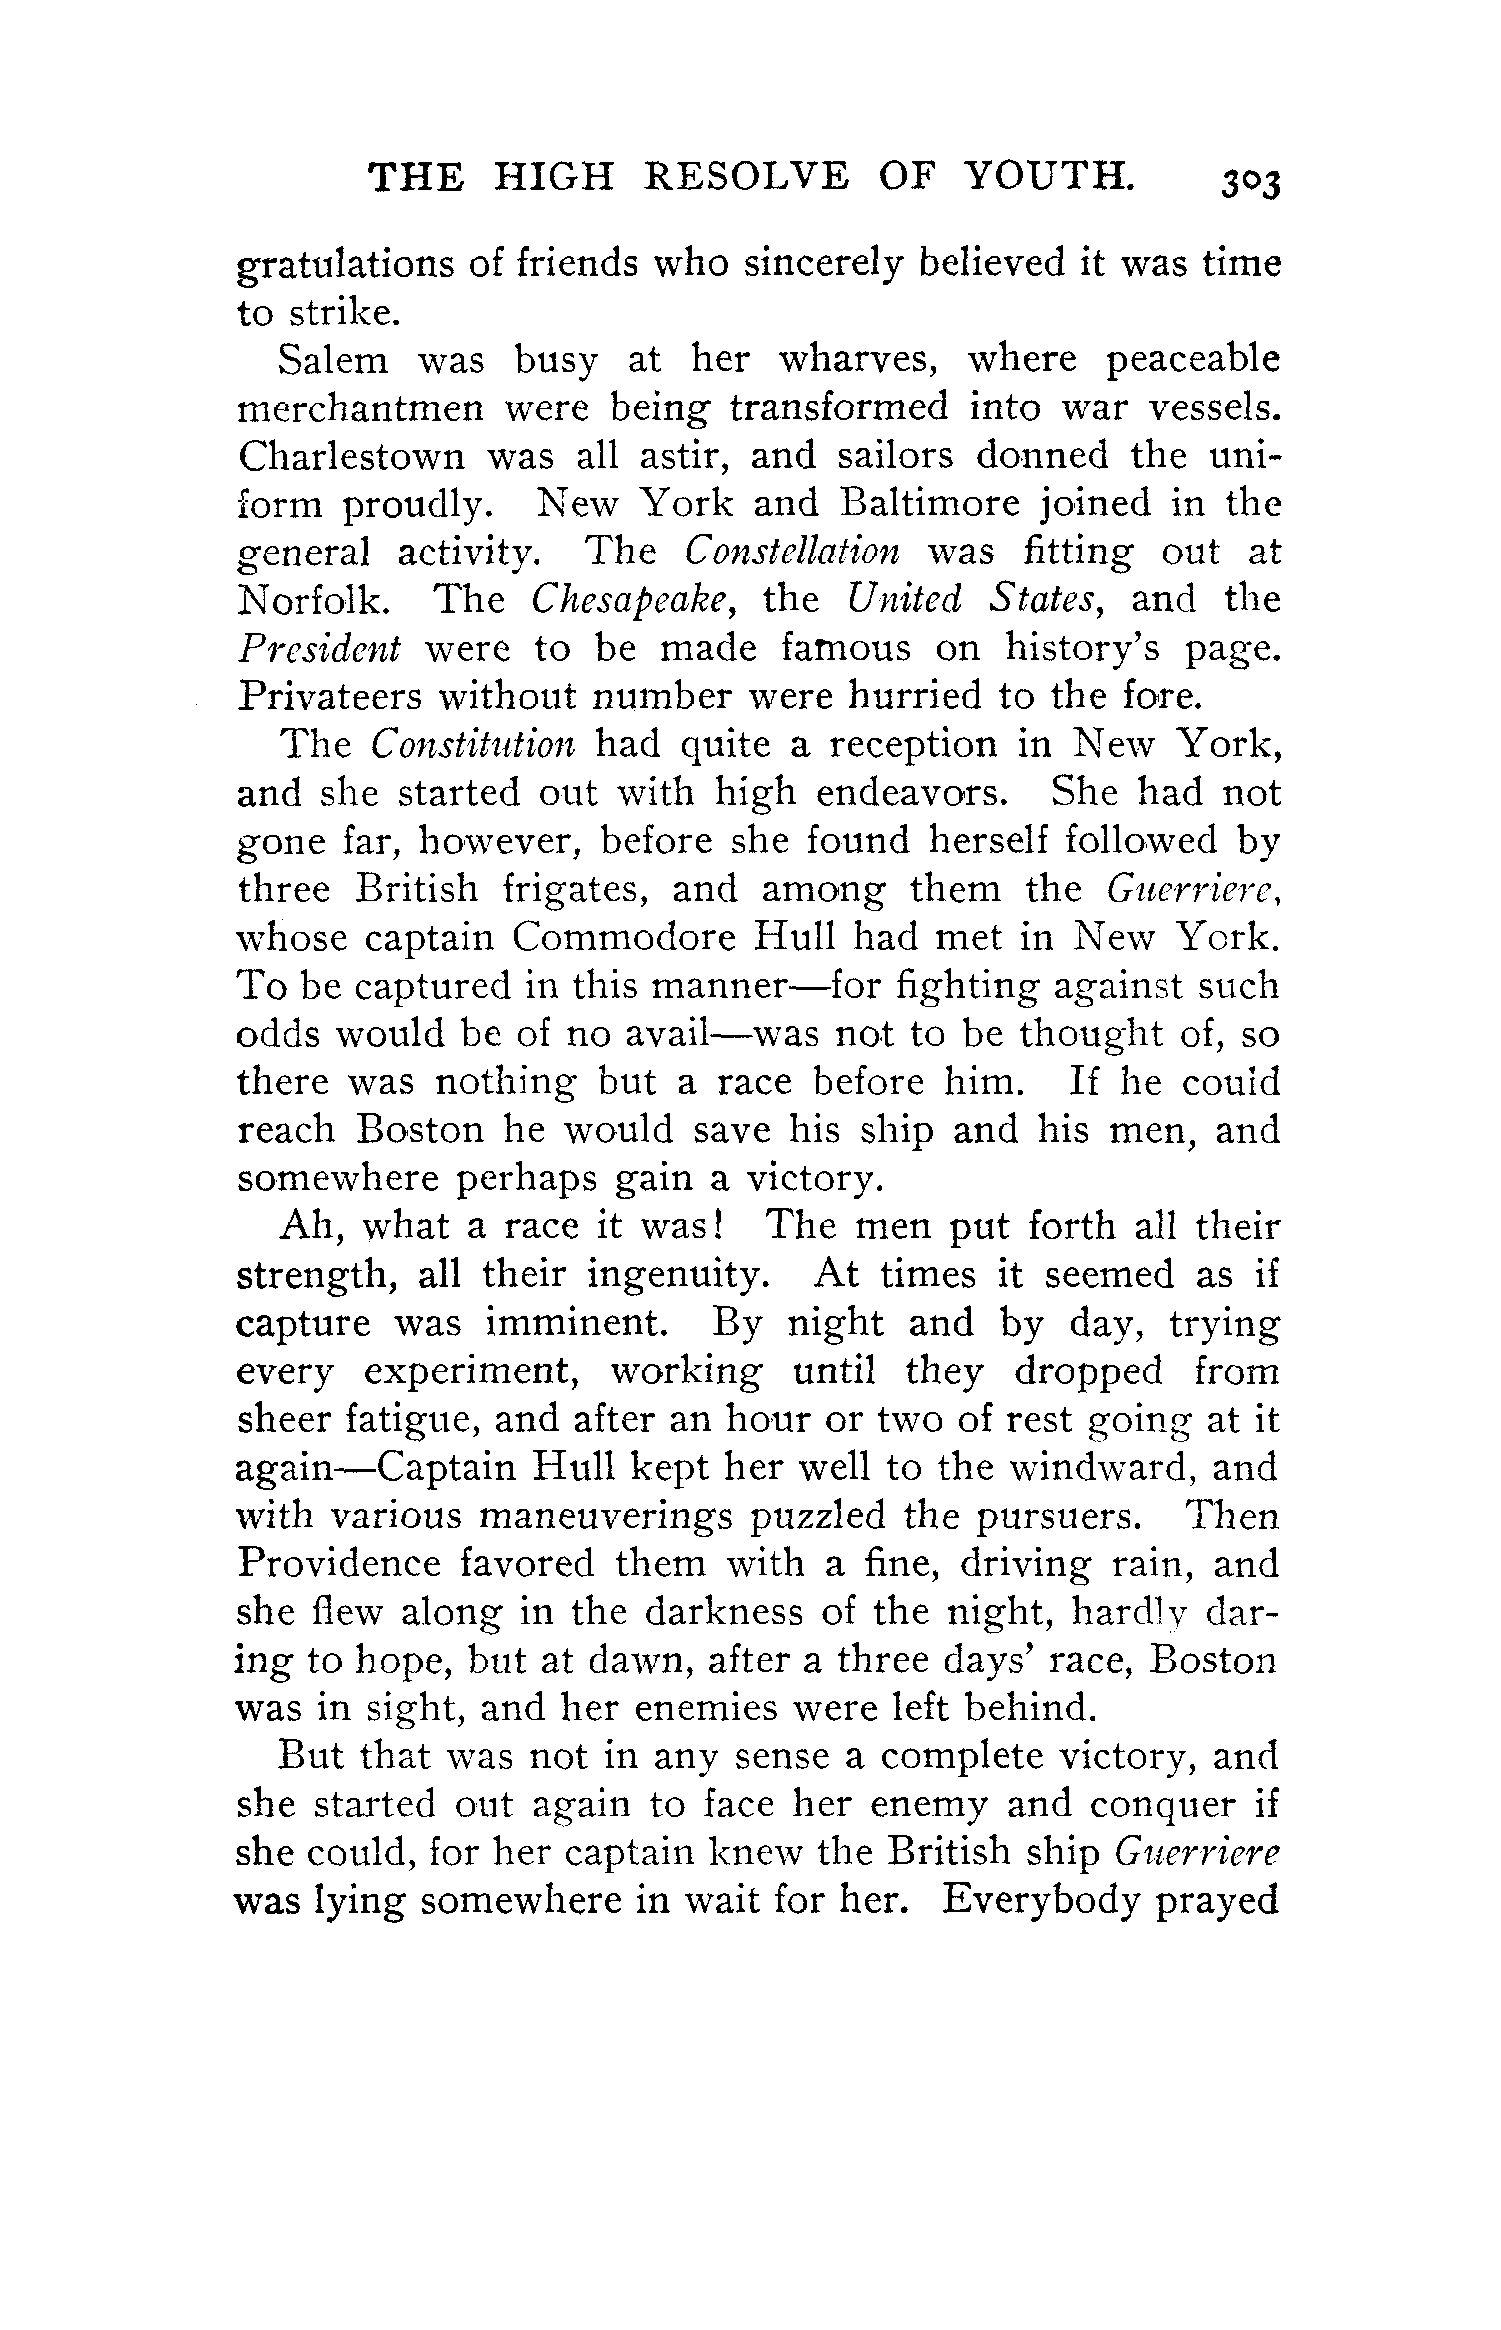 THE HIGH RESOLVE OF YOUTH. 303
gratulations of friends who sincerely believed it was time
to strike.
Salem was busy at her wharves, where peaceable
merchantmen were being transformed into war vessels.
Charlestown was all astir, and sailors donned the uni-
form proudly. New York and Baltimore joined in the
general activity. The Constellation was fitting out at
Norfolk. The Chesapeake, the United States, and the
President were to be made famous on history's page.
Privateers without number were hurried to the fore.
The Constitution had quite a reception in New York,
and she started out with high endeavors. She had not
gone far, however, before she found herself followed by
three British frigates, and among them the Guerriere,
whose captain Commodore Hull had met in New York.
To be captured in this manner—for fighting against such
odds would be of no avail—was not to be thought of, so
there was nothing but a race before him. If he could
reach Boston he would save his ship and his men, and
somewhere perhaps gain a victory.
Ah, what a race it was! The men put forth all their
strength, all their ingenuity. At times it seemed as if
capture was imminent. By night and by day, trying
every experiment, working until they dropped from
sheer fatigue, and after an hour or two of rest going at it
again—Captain Hull kept her well to the windward, and
with various maneuverings puzzled the pursuers. Then
Providence favored them with a fine, driving rain, and
she flew along in the darkness of the night, hardly dar-
ing to hope, but at dawn, after a three days' race, Boston
was in sight, and her enemies were left behind.
But that was not in any sense a complete victory, and
she started out again to face her enemy and conquer if
she could, for her captain knew the British ship Guerriere
was lying somewhere in wait for her. Everybody prayed